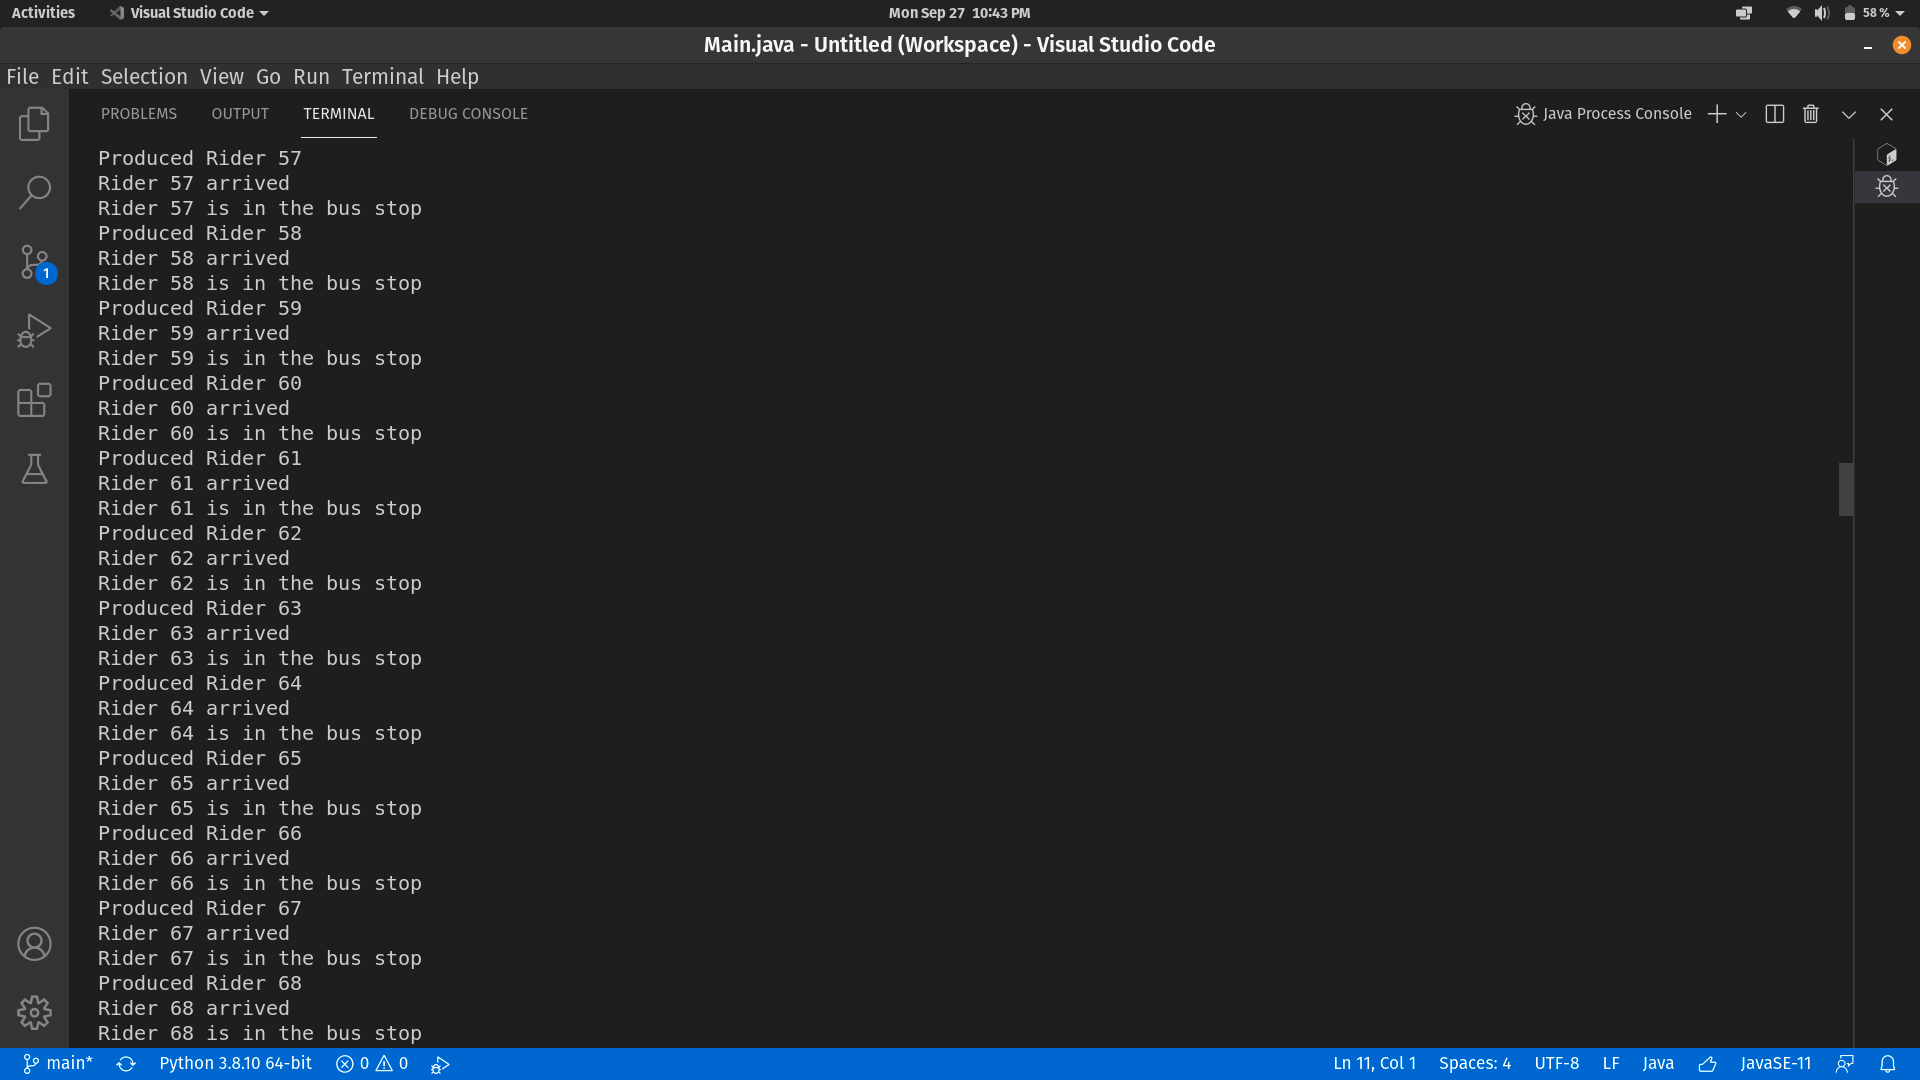 Activities Visual Studio Code Mon Sep 27 10:43 PM 58 %
Main.java - Untitled (Workspace) - Visual Studio Code
File Edit Selection View Go Run Terminal Help
PROBLEMS OUTPUT TERMINAL DEBUG CONSOLE Java Process Console
Produced Rider 57
Rider 57 arrived
Rider 57 is in the bus stop
Produced Rider 58
Rider 58 arrived
Rider 58 is in the bus stop
Produced Rider 59
Rider 59 arrived
Rider 59 is in the bus stop
Produced Rider 60
Rider 60 arrived
Rider 60 is in the bus stop
Produced Rider 61
Rider 61 arrived
Rider 61 is in the bus stop
Produced Rider 62
Rider 62 arrived
Rider 62 is in the bus stop
Produced Rider 63
Rider 63 arrived
Rider 63 is in the bus stop
Produced Rider 64
Rider 64 arrived
Rider 64 is in the bus stop
Produced Rider 65
Rider 65 arrived
Rider 65 is in the bus stop
Produced Rider 66
Rider 66 arrived
Rider 66 is in the bus stop
Produced Rider 67
Rider 67 arrived
Rider 67 is in the bus stop
Produced Rider 68
Rider 68 arrived
Rider 68 is in the bus stop
1
main* Python 3.8.10 64-bit 0 0 Ln 11, Col 1 Spaces: 4 UTF-8 LF Java JavaSE-11